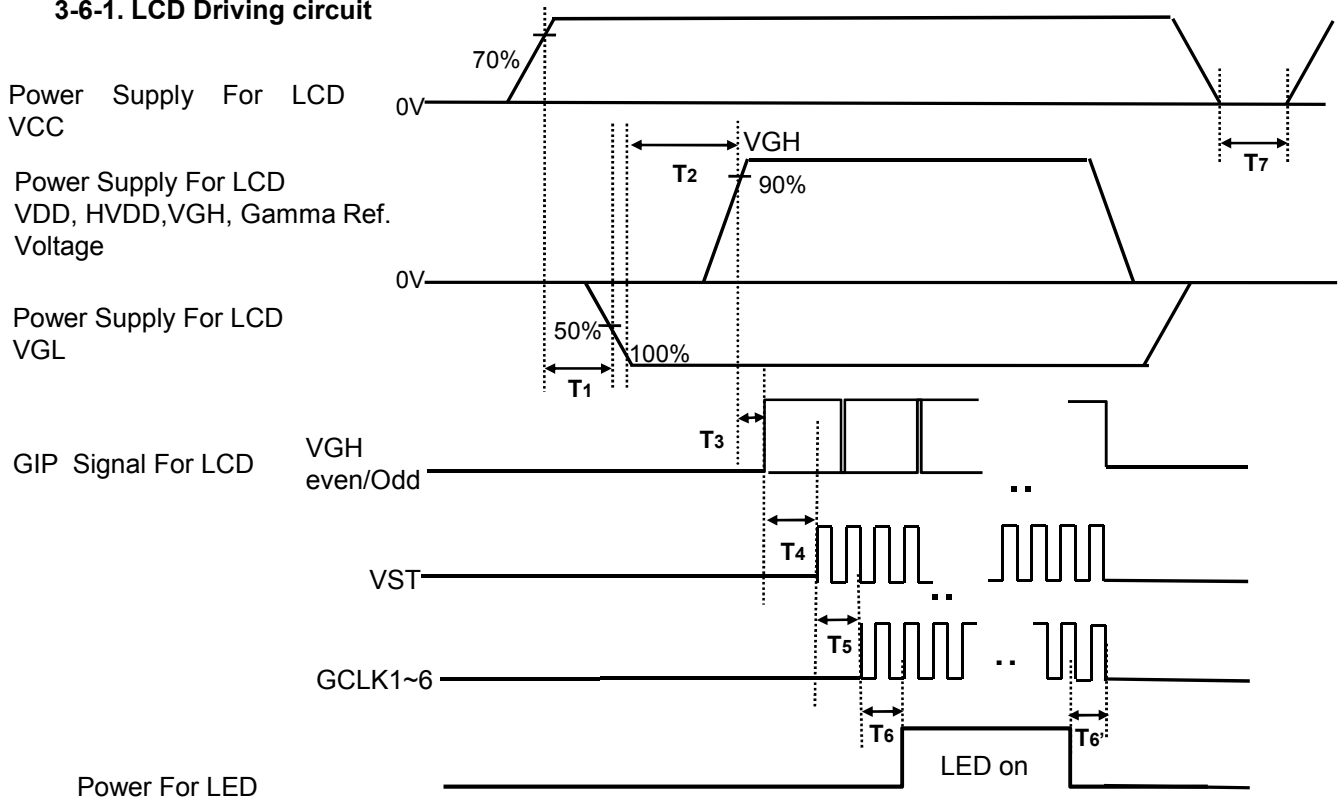 3-6-1. LCD Driving circuit
70%
Power Supply For LCD
VCC
0V
T7
VGH
T2
90%
Power Supply For LCD
VDD, HVDD,VGH, Gamma Ref.
Voltage
0V
Power Supply For LCD
VGL
50%
100%
T1
T3
GIP Signal For LCD
VGH
even/Odd
..
T4
VST
..
T5
..
GCLK1~6
T6
T6’
LED on
Power For LED